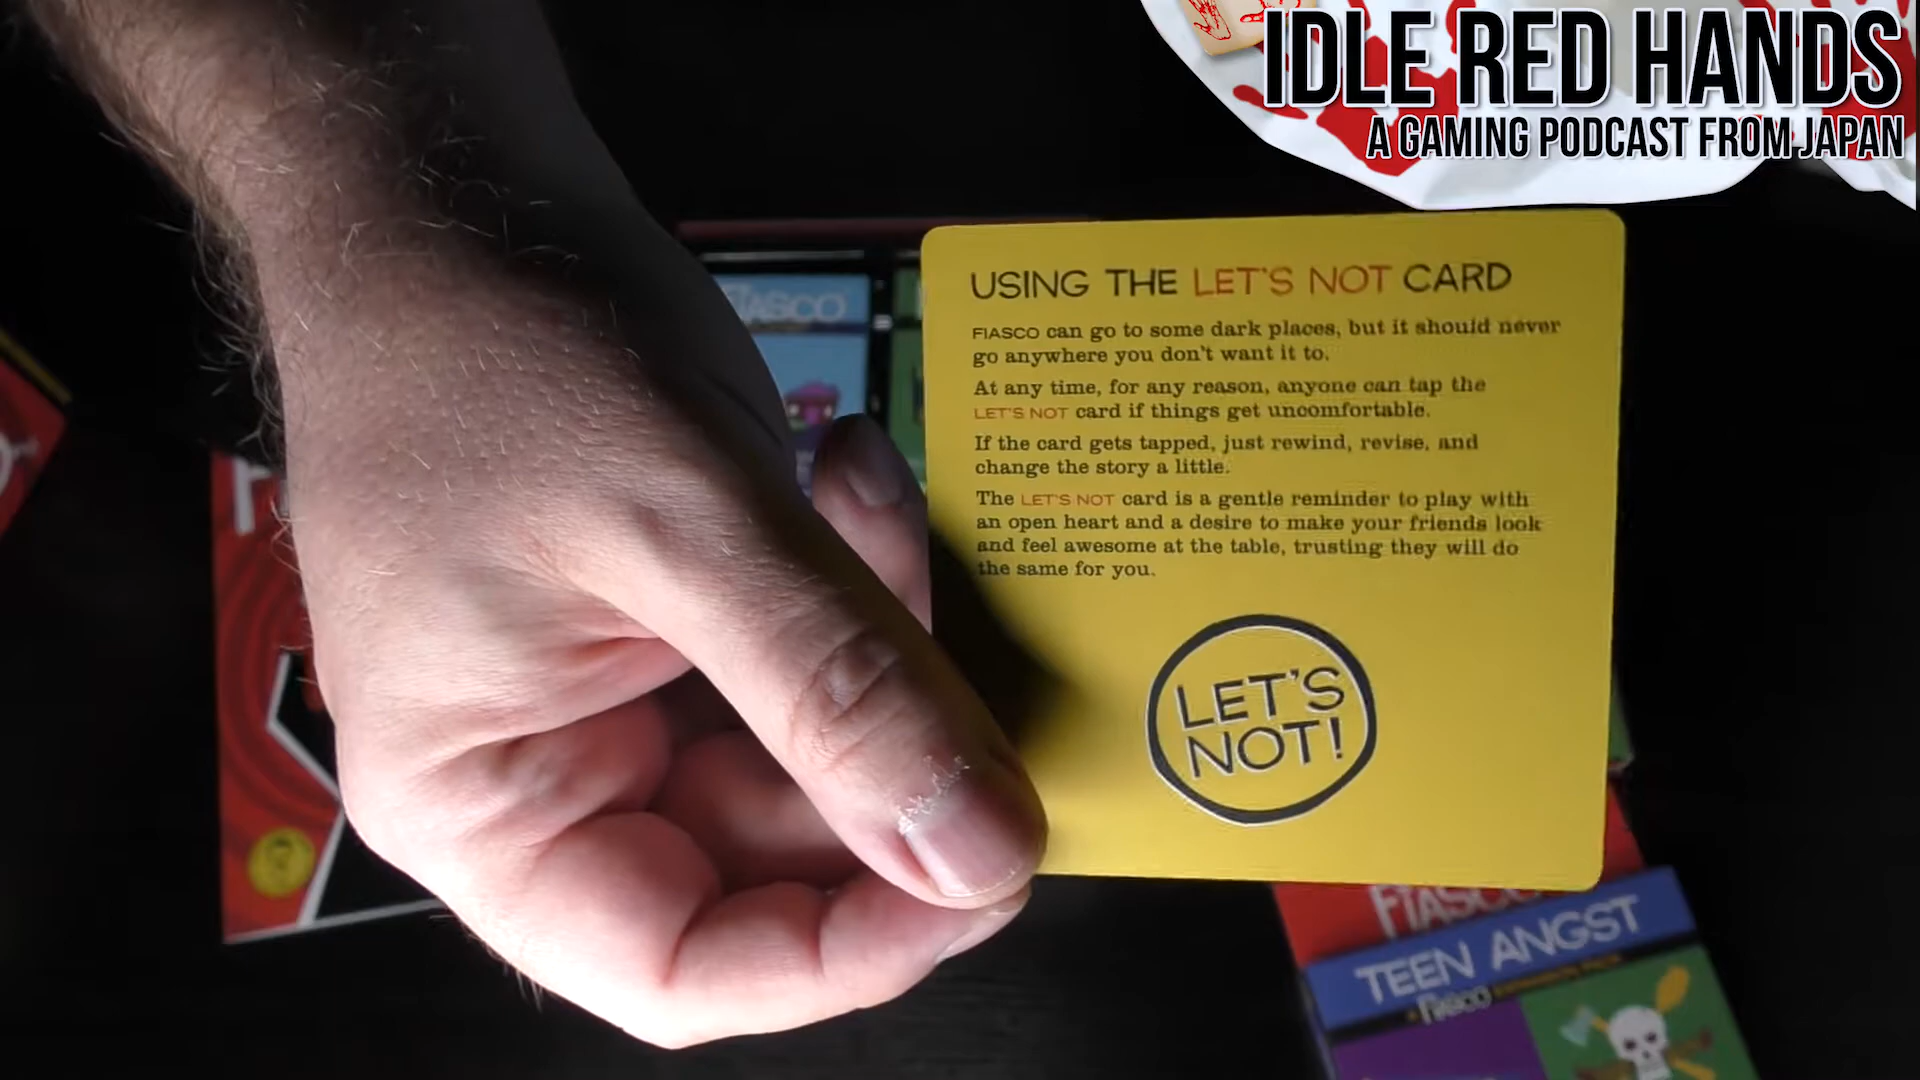 IDLE RED HANDS
A GAMING PODCAST FROM JAPAN
USING THE LET'S NOT CARD
FIASCO can go to some dark places, but it should never
go anywhere you don't want it to.
At any time, for any reason, anyone can tap the
LET'S NOT card if things get uncomfortable.
If the card gets tapped, just rewind, revise, and
change the story a little.
The LET'S NOT card is a gentle reminder to play with
an open heart and a desire to make your friends look
and feel awesome at the table, trusting they will do
the same for you.
LET'S
NOT!
FIASCO
FIASCO
TEEN ANGST
FIASCO